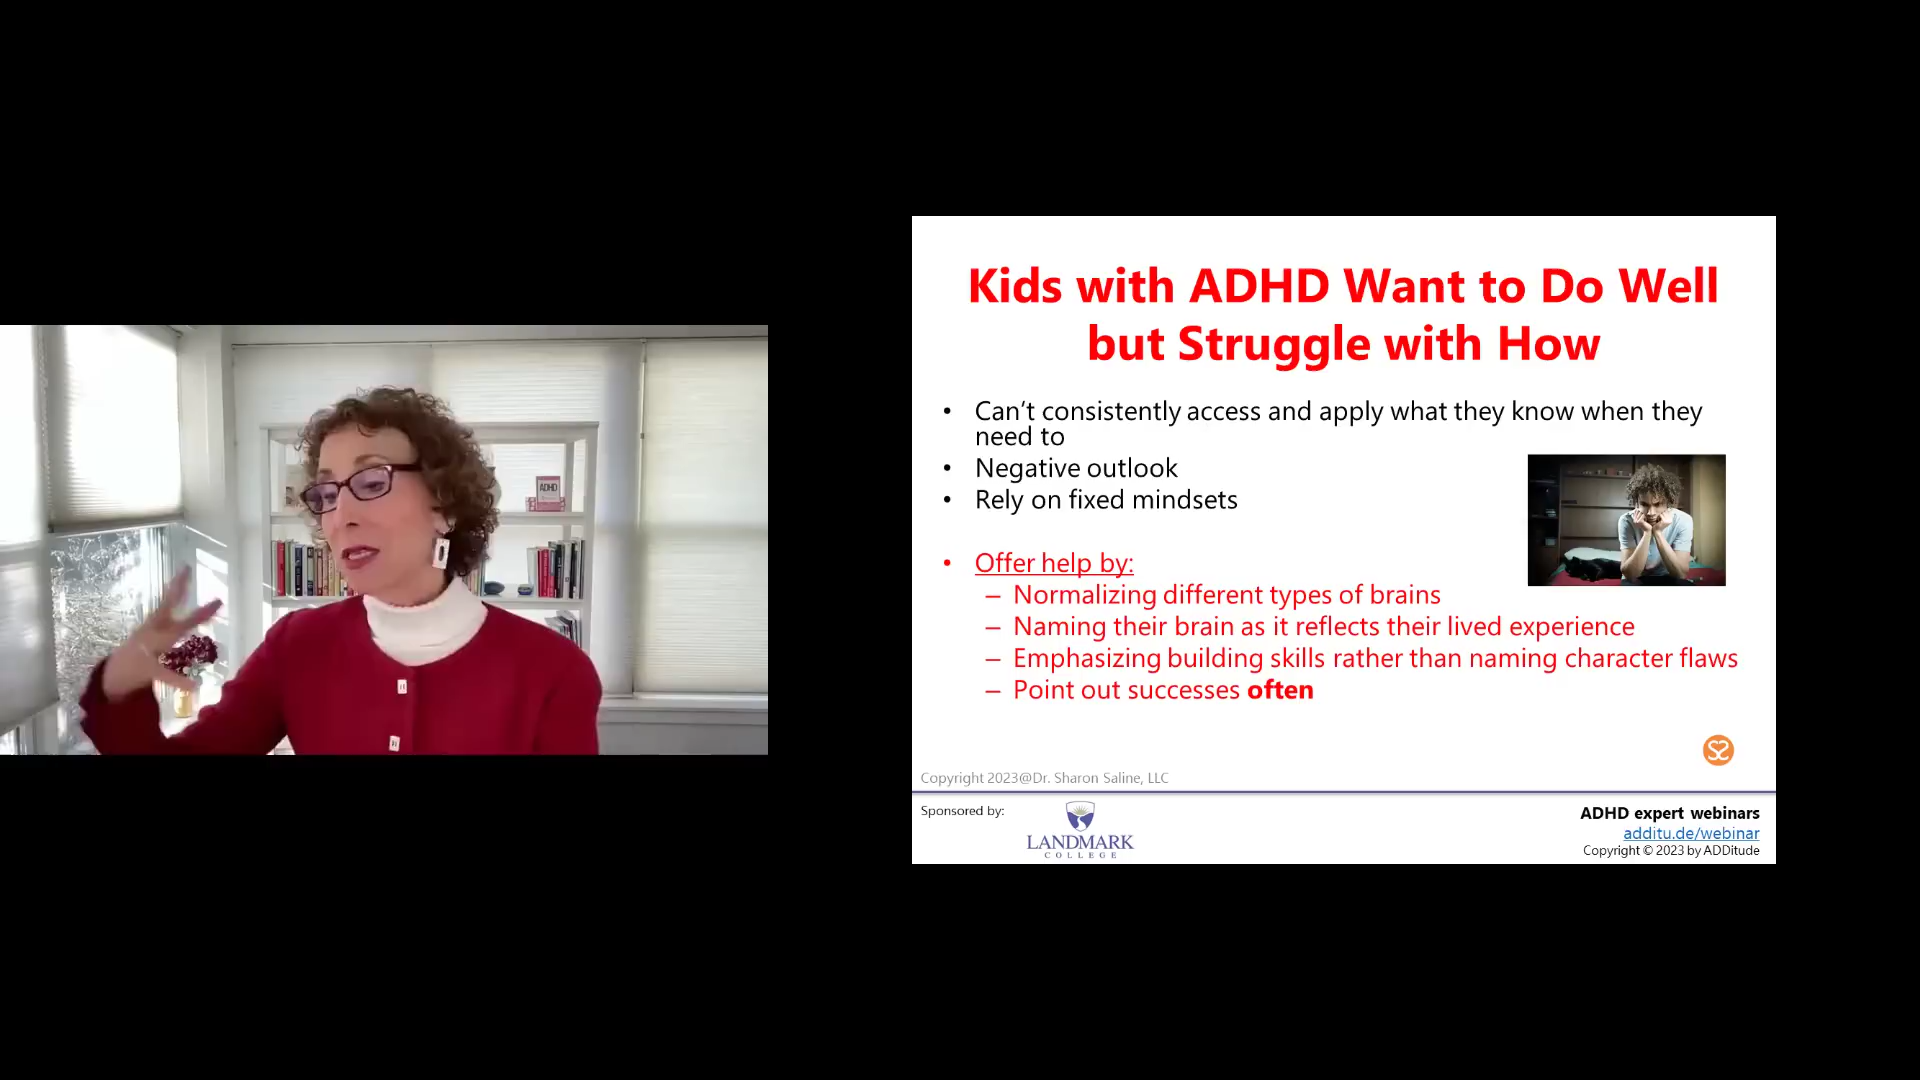 ADHD
Kids with ADHD Want to Do Well
but Struggle with How
• Can’t consistently access and apply what they know when they
need to
• Negative outlook
• Rely on fixed mindsets
• Offer help by:
– Normalizing different types of brains
– Naming their brain as it reflects their lived experience
– Emphasizing building skills rather than naming character flaws
– Point out successes often
Copyright 2023@Dr. Sharon Saline, LLC
Sponsored by:
LANDMARK
COLLEGE
ADHD expert webinars
additu.de/webinar
Copyright © 2023 by ADDitude